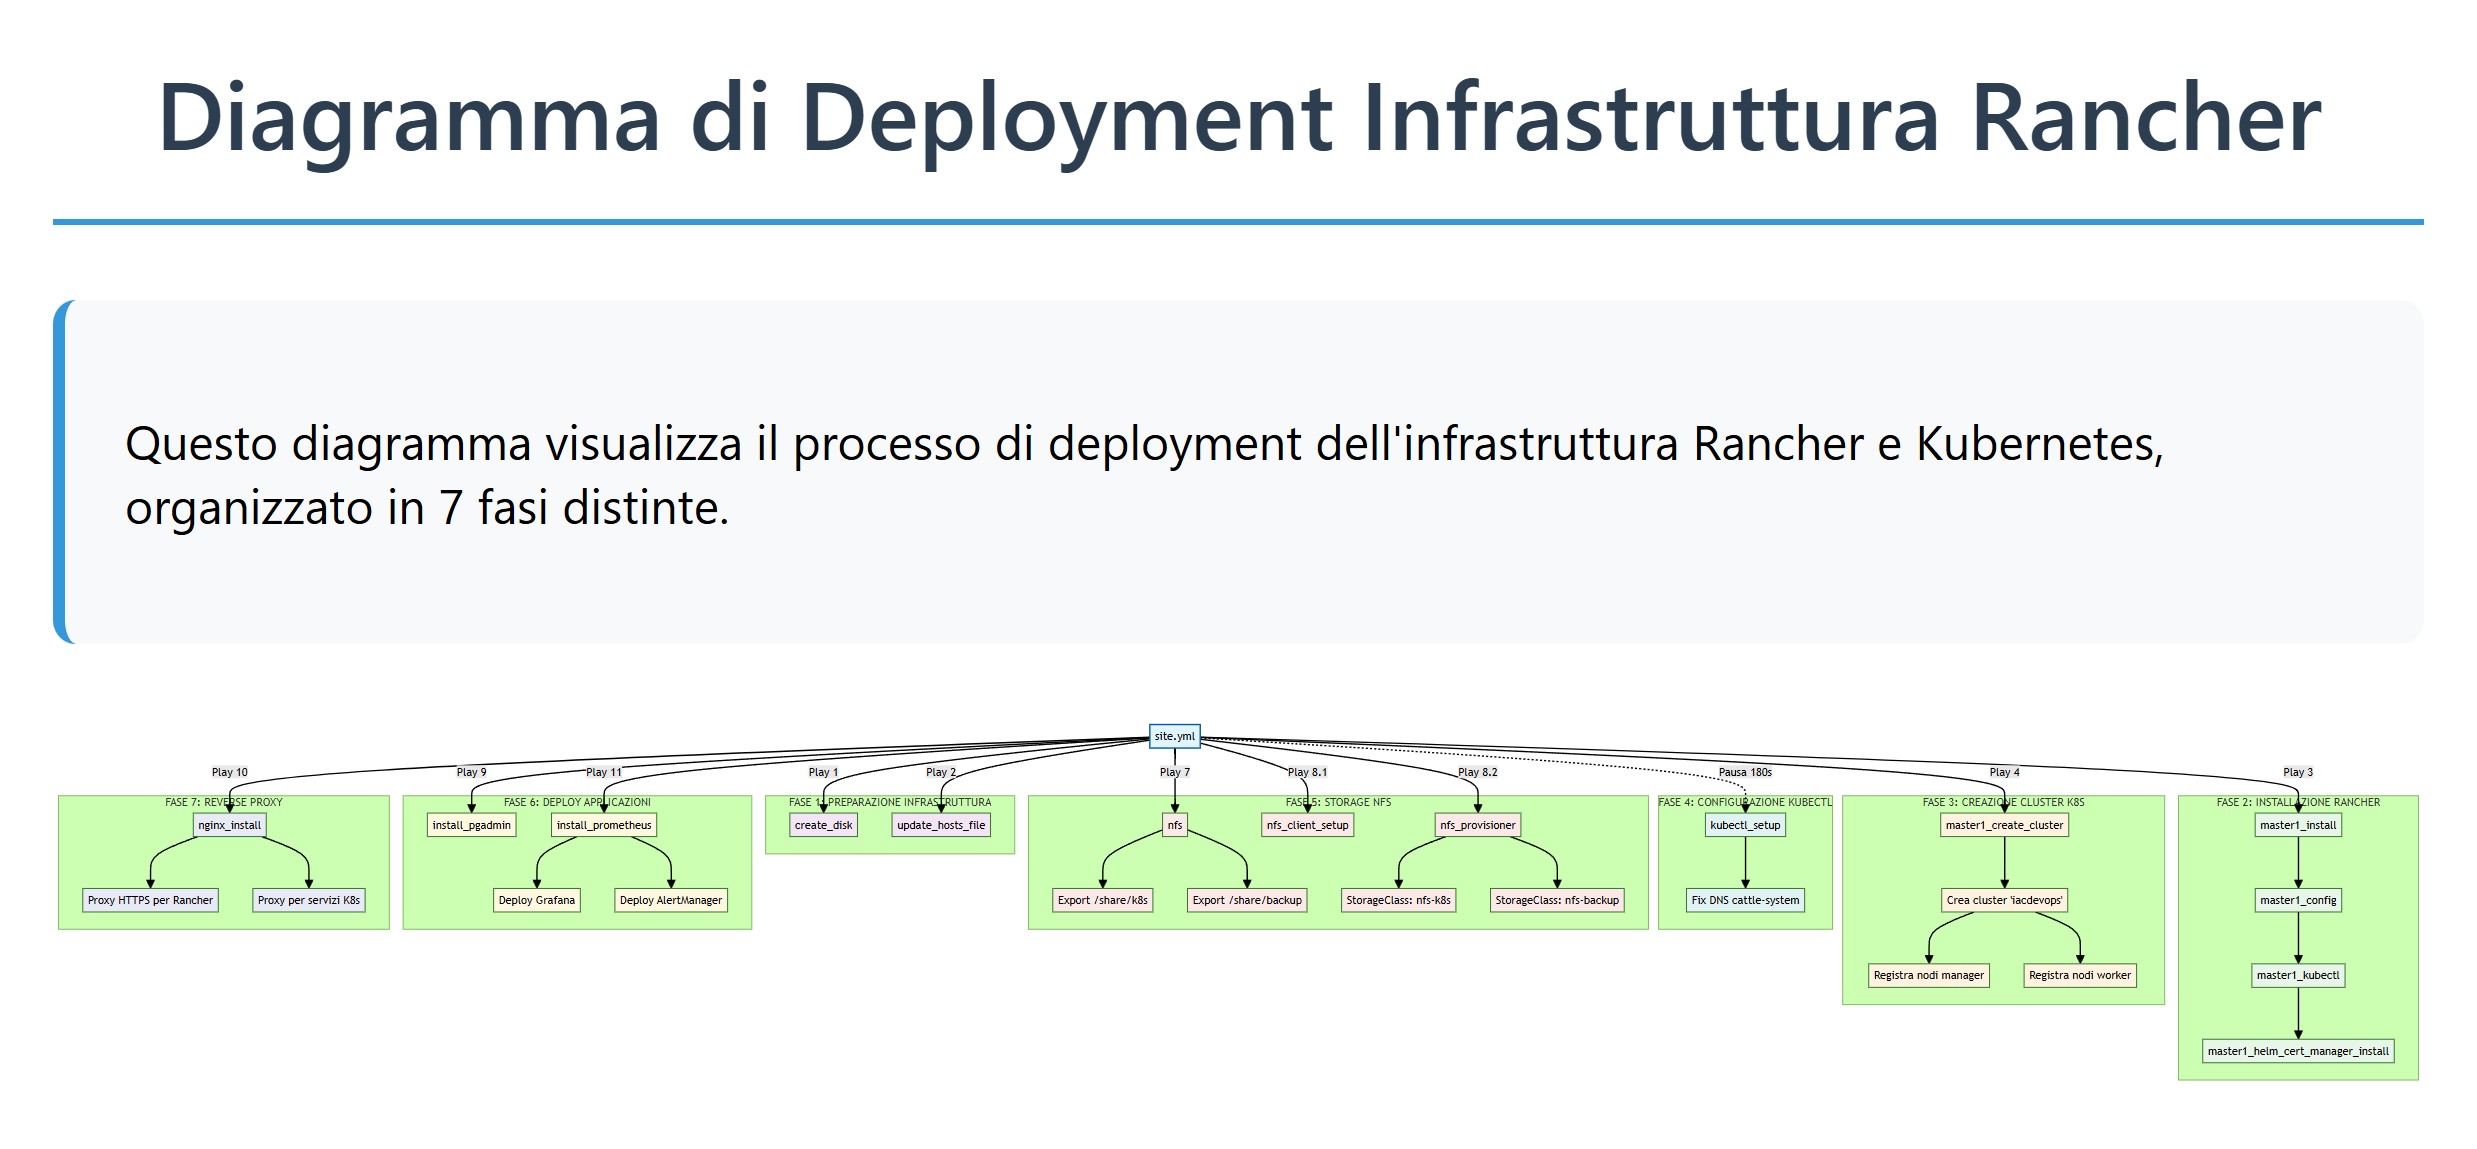 Diagramma di Deployment Infrastruttura Rancher
Questo diagramma visualizza il processo di deployment dell'infrastruttura Rancher e Kubernetes,
organizzato in 7 fasi distinte.
site.yml
Play 10
Play 9
Play 11
Play 1
Play 2
Play 7
Play 8.1
Play 8.2
Pausa 180s
Play 4
Play 3
FASE 7: REVERSE PROXY
nginx_install
Proxy HTTPS per Rancher
Proxy per servizi K8s
FASE 6: DEPLOY APPLICAZIONI
install_pgadmin
install_prometheus
Deploy Grafana
Deploy AlertManager
FASE 1: PREPARAZIONE INFRASTRUTTURA
create_disk
update_hosts_file
FASE 5: STORAGE NFS
nfs
nfs_client_setup
nfs_provisioner
Export /share/k8s
Export /share/backup
StorageClass: nfs-k8s
StorageClass: nfs-backup
FASE 4: CONFIGURAZIONE KUBECTL
kubectl_setup
Fix DNS cattle-system
FASE 3: CREAZIONE CLUSTER K8S
master1_create_cluster
Crea cluster 'iacdevops'
Registra nodi manager
Registra nodi worker
FASE 2: INSTALLAZIONE RANCHER
master1_install
master1_config
master1_kubectl
master1_helm_cert_manager_install